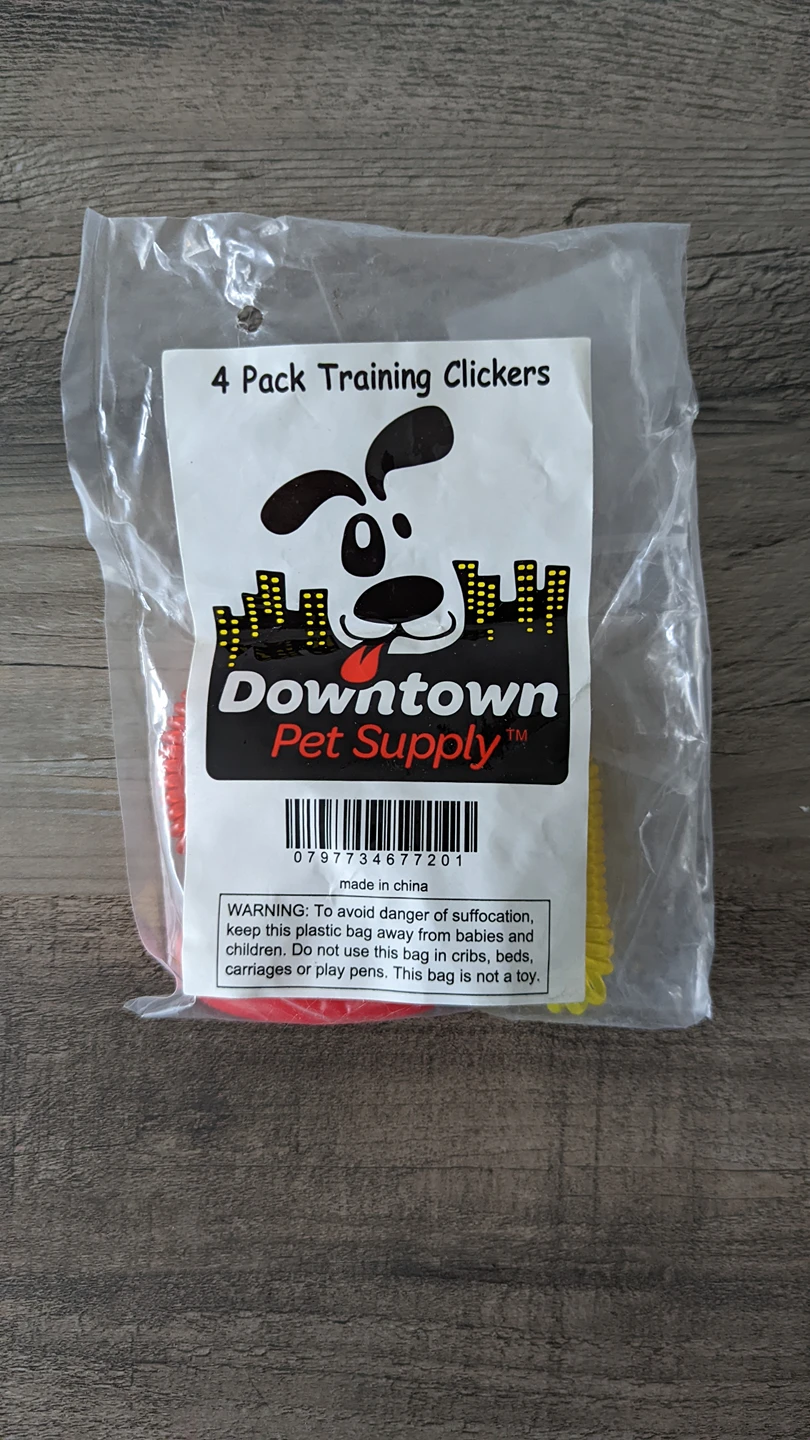 4 Pack Training Clickers
Downtown
Pet Supply™
0797734677201
made in china
WARNING: To avoid danger of suffocation,
keep this plastic bag away from babies and
children. Do not use this bag in cribs, beds,
carriages or play pens. This bag is not a toy.